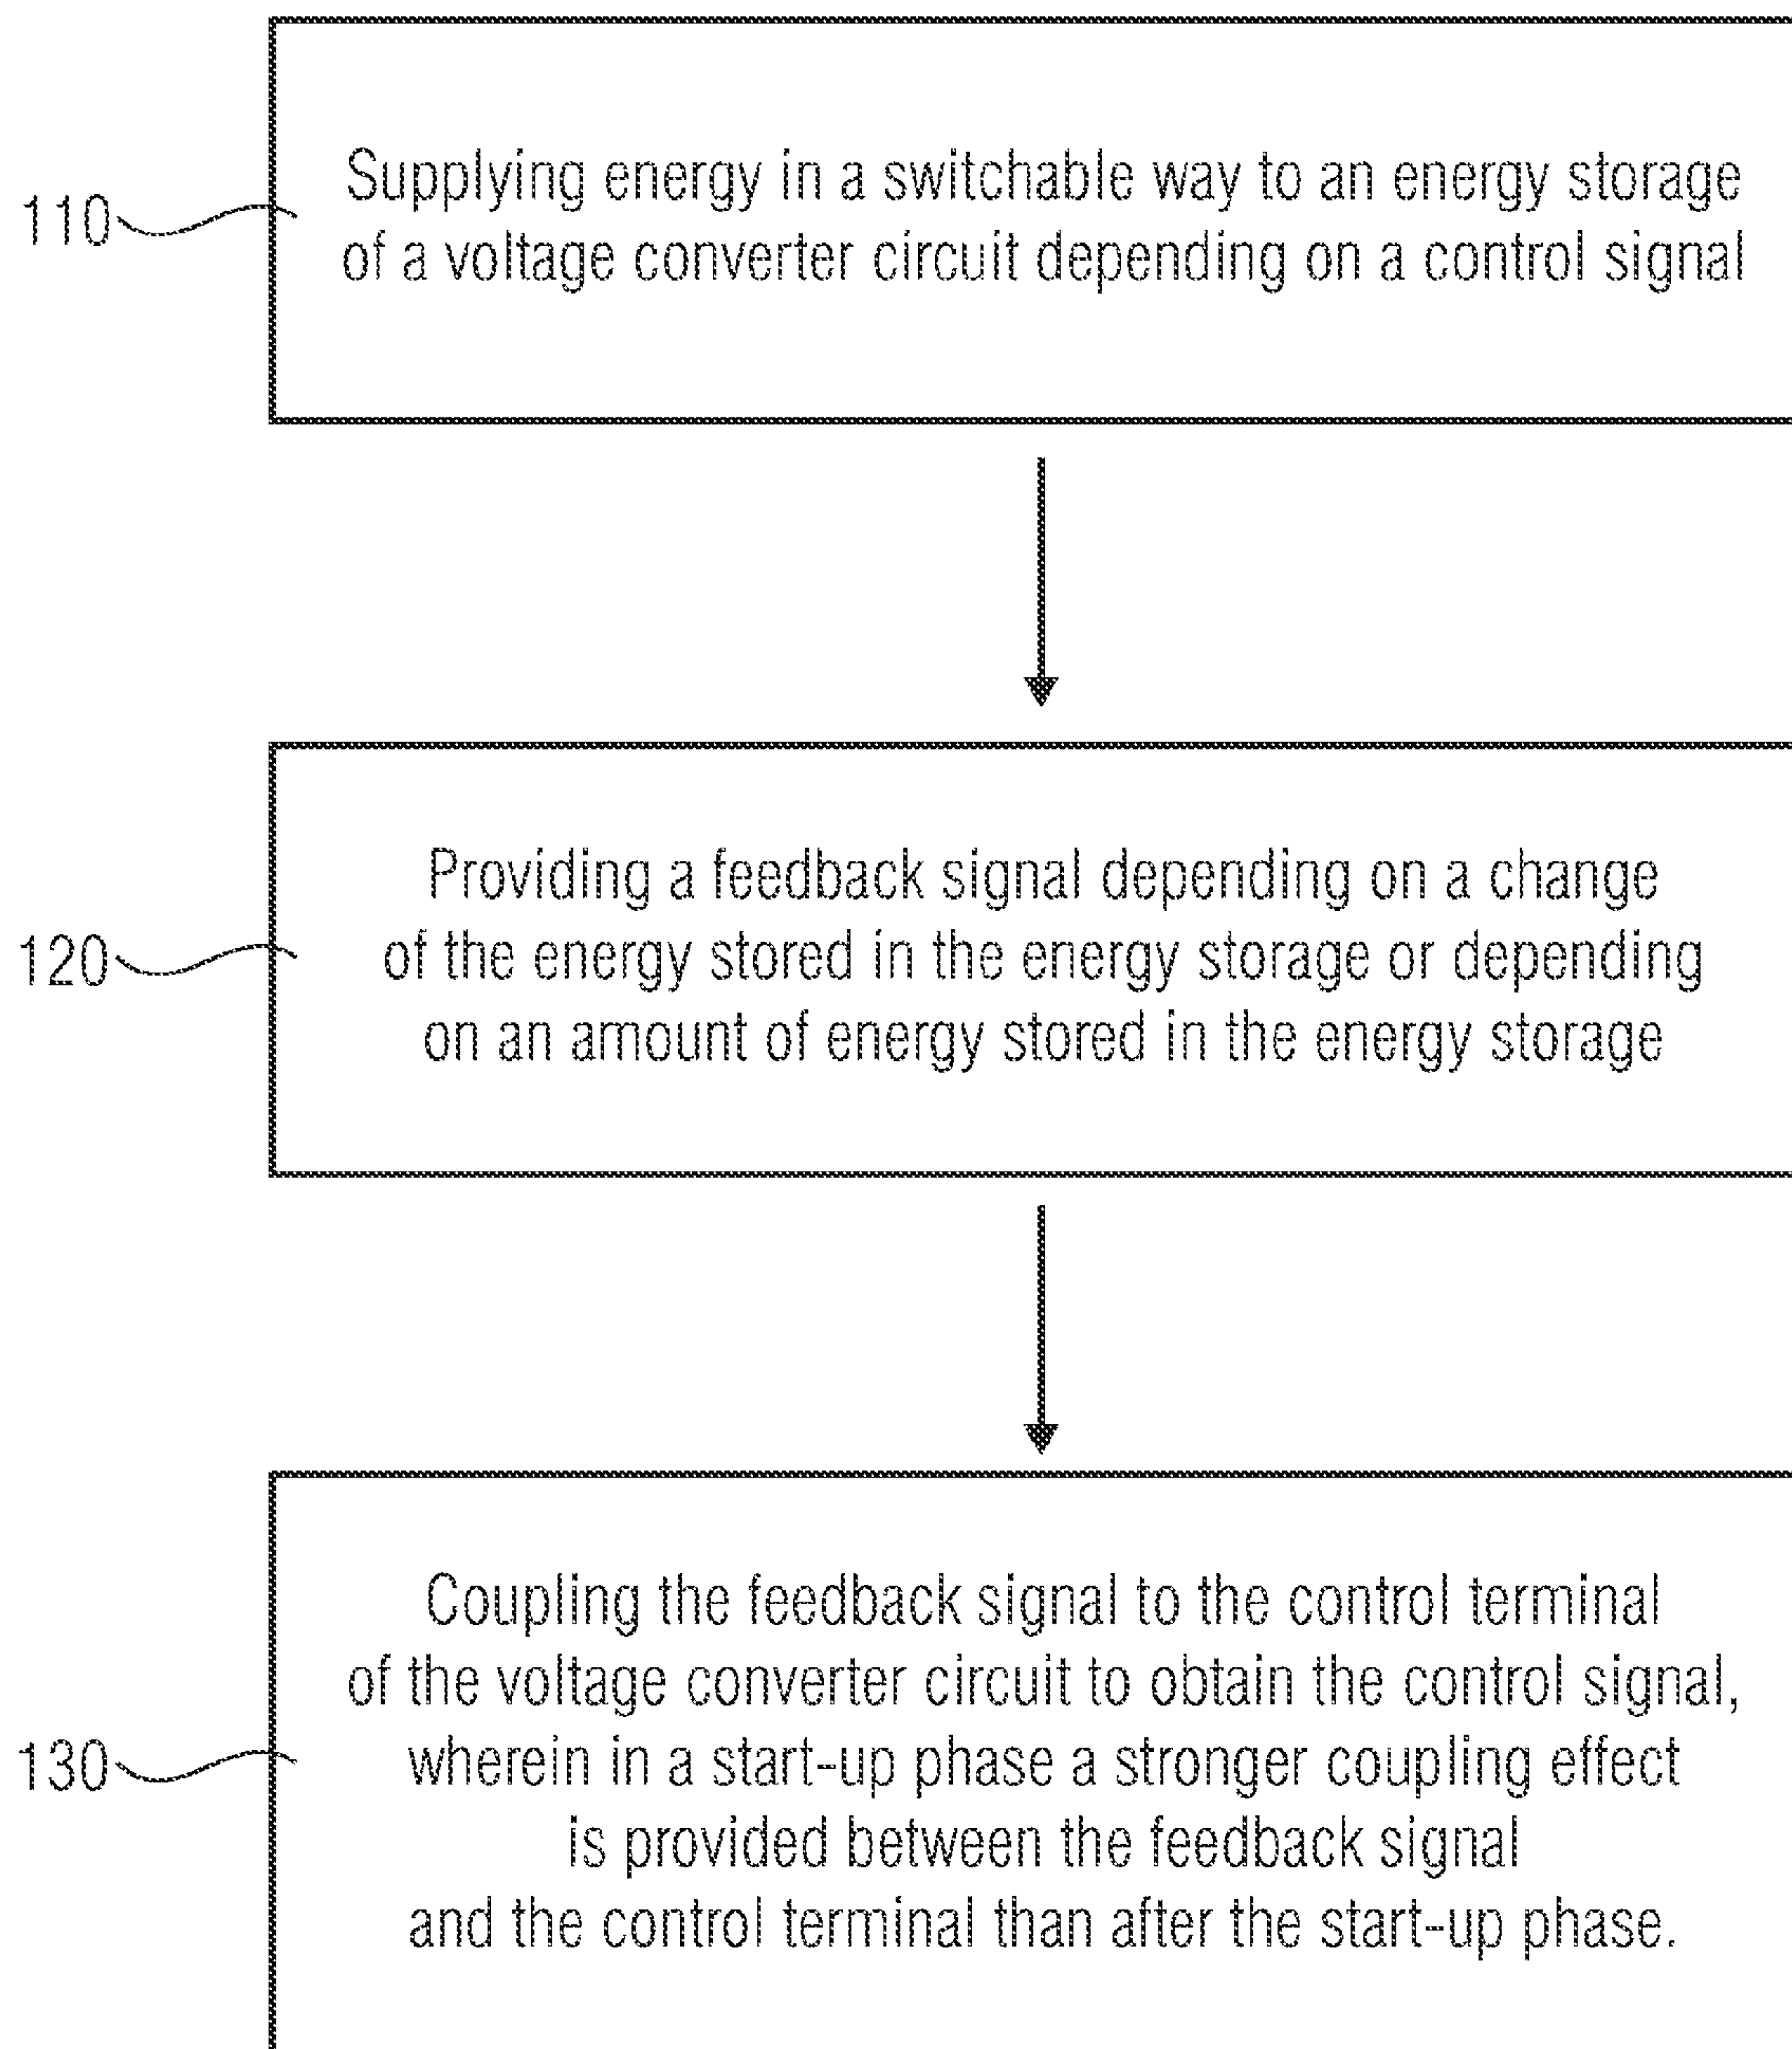 110
Supplying energy in a switchable way to an energy storage
of a voltage converter circuit depending on a control signal
120
Providing a feedback signal depending on a change
of the energy stored in the energy storage or depending
on an amount of energy stored in the energy storage
130
Coupling the feedback signal to the control terminal
of the voltage converter circuit to obtain the control signal,
wherein in a start-up phase a stronger coupling effect
is provided between the feedback signal
and the control terminal than after the start-up phase.